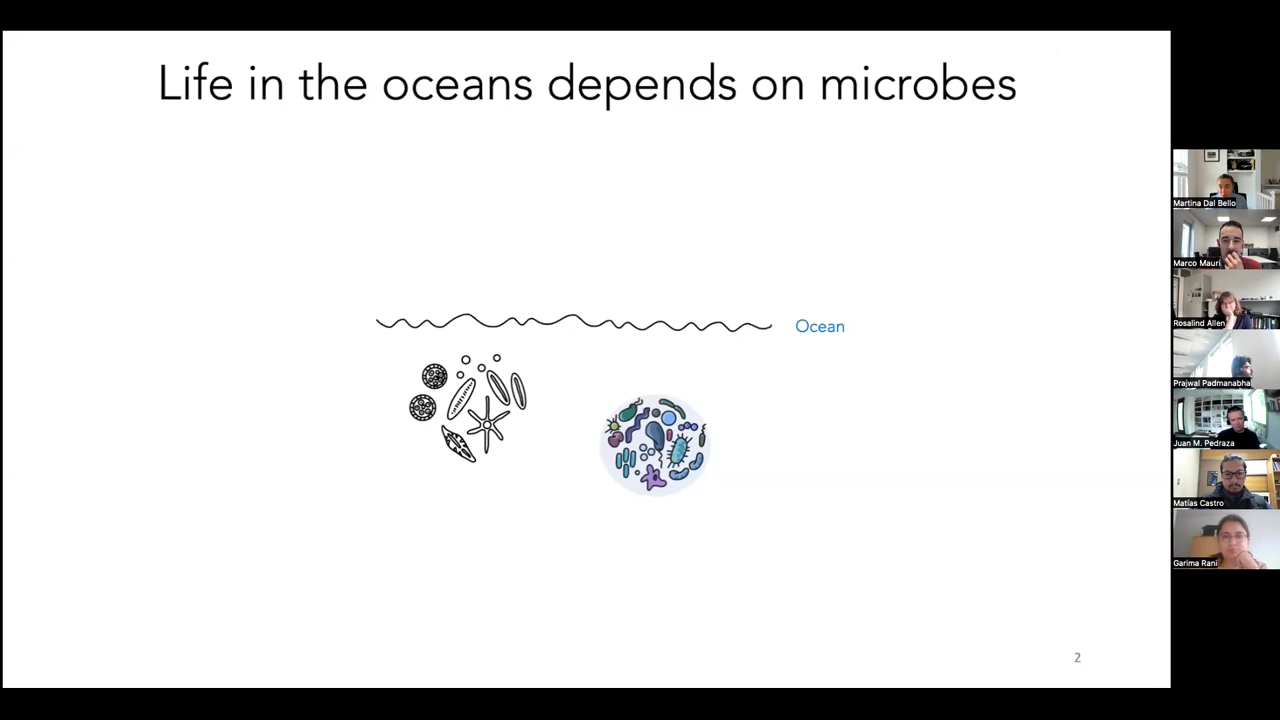 Life in the oceans depends on microbes
Ocean
2
Martina Dal Bello
Marco Mauri
Rosalind Allen
Prajwal Padmanabha
Juan M. Pedraza
Matías Castro
Garima Rani